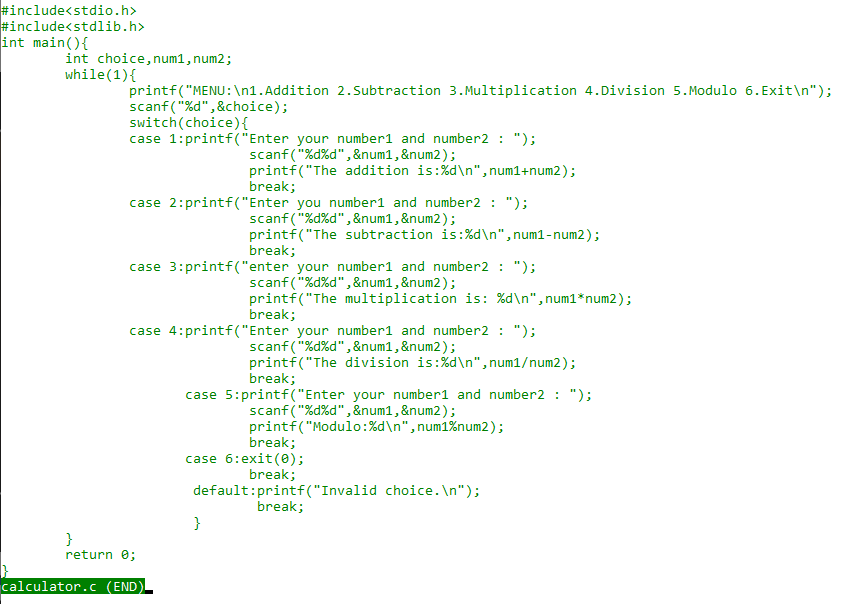 #include<stdio.h>
#include<stdlib.h>
int main(){
        int choice,num1,num2;
        while(1){
                printf("MENU:\n1.Addition 2.Subtraction 3.Multiplication 4.Division 5.Modulo 6.Exit\n");
                scanf("%d",&choice);
                switch(choice){
                case 1:printf("Enter your number1 and number2 : ");
                               scanf("%d%d",&num1,&num2);
                               printf("The addition is:%d\n",num1+num2);
                               break;
                case 2:printf("Enter you number1 and number2 : ");
                               scanf("%d%d",&num1,&num2);
                               printf("The subtraction is:%d\n",num1-num2);
                               break;
                case 3:printf("enter your number1 and number2 : ");
                               scanf("%d%d",&num1,&num2);
                               printf("The multiplication is: %d\n",num1*num2);
                               break;
                case 4:printf("Enter your number1 and number2 : ");
                               scanf("%d%d",&num1,&num2);
                               printf("The division is:%d\n",num1/num2);
                               break;
                       case 5:printf("Enter your number1 and number2 : ");
                               scanf("%d%d",&num1,&num2);
                               printf("Modulo:%d\n",num1%num2);
                               break;
                       case 6:exit(0);
                               break;
                        default:printf("Invalid choice.\n");
                                break;
                        }
        }
        return 0;
}
calculator.c (END)